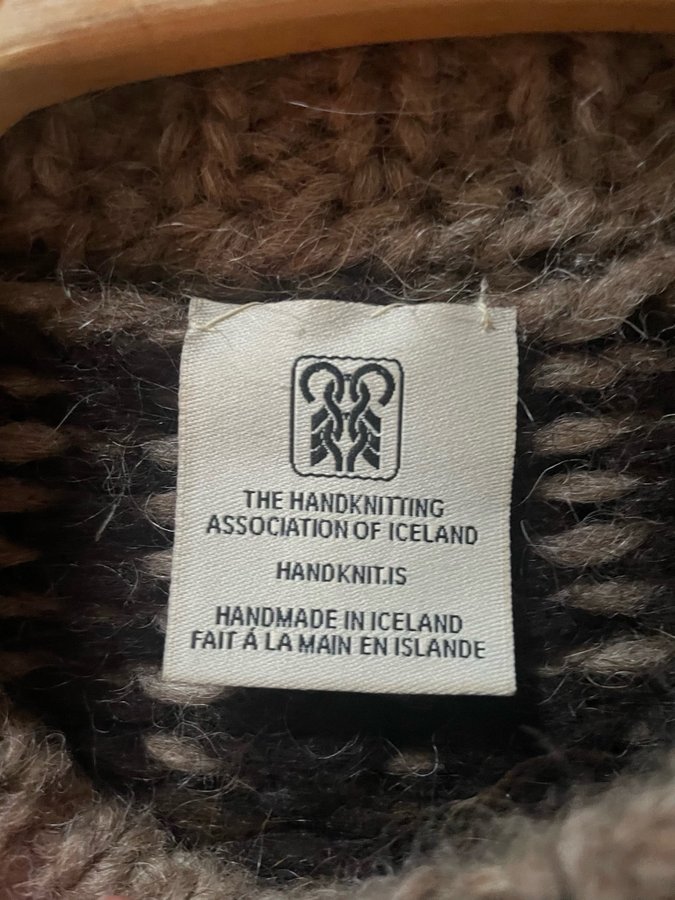 THE HANDKNITTING
ASSOCIATION OF ICELAND
HANDKNIT.IS
HANDMADE IN ICELAND
FAIT Á LA MAIN EN ISLANDE